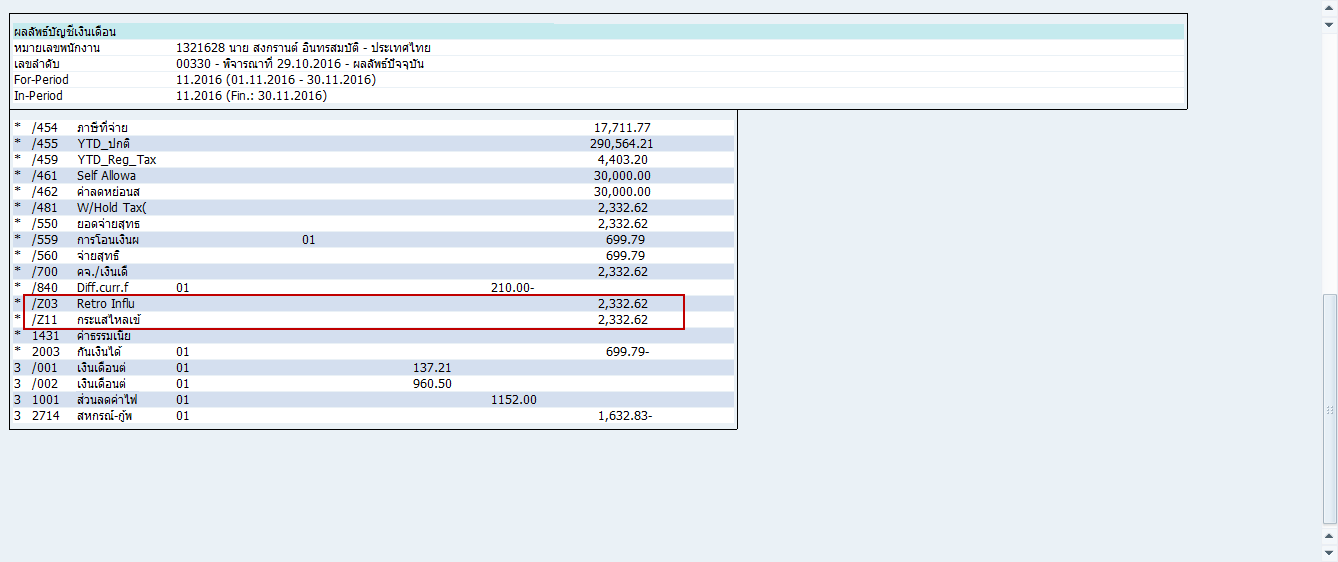 ผลลัพธ์บัญชีเงินเดือน
หมายเลขพนักงาน 1321628 นาย สงกรานต์ อินทรสมบัติ - ประเทศไทย
เลขลำดับ 00330 - พิจารณาที่ 29.10.2016 - ผลลัพธ์ปัจจุบัน
For-Period 11.2016 (01.11.2016 - 30.11.2016)
In-Period 11.2016 (Fin.: 30.11.2016)
* /454 ภาษีที่จ่าย 17,711.77
* /455 YTD_ปกติ 290,564.21
* /459 YTD_Reg_Tax 4,403.20
* /461 Self Allowa 30,000.00
* /462 ค่าลดหย่อนส 30,000.00
* /481 W/Hold Tax( 2,332.62
* /550 ยอดจ่ายสุทธ 2,332.62
* /559 การโอนเงินผ 01 699.79
* /560 จ่ายสุทธิ 699.79
* /700 คจ./เงินเดื 2,332.62
* /840 Diff.curr.f 01 210.00-
* /Z03 Retro Influ 2,332.62
* /Z11 กระแสไหลเข้ 2,332.62
* 1431 ค่าธรรมเนีย
* 2003 กันเงินได้ 01 699.79-
3 /001 เงินเดือนต่ 01 137.21
3 /002 เงินเดือนต่ 01 960.50
3 1001 ส่วนลดค่าไฟ 01 1152.00
3 2714 สหกรณ์-กู้พ 01 1,632.83-